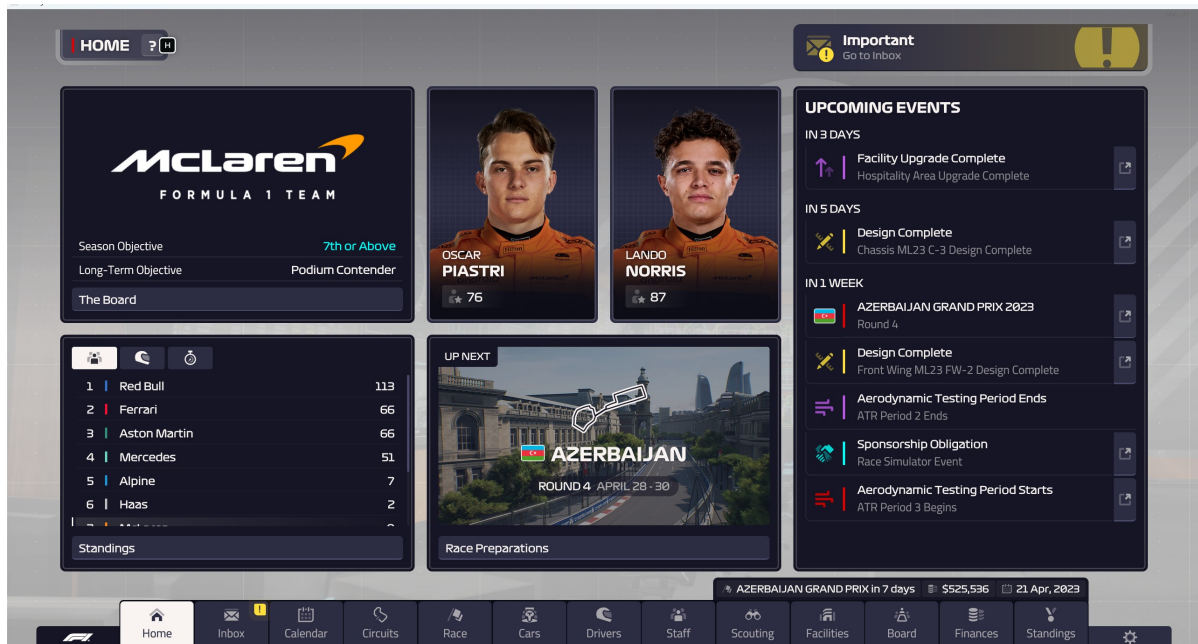 HOME ? H
Important
Go to Inbox
McLaren
FORMULA 1 TEAM
Season Objective 7th or Above
Long-Term Objective Podium Contender
The Board
OSCAR
PIASTRI
76
LANDO
NORRIS
87
UPCOMING EVENTS
IN 3 DAYS
Facility Upgrade Complete
Hospitality Area Upgrade Complete
IN 5 DAYS
Design Complete
Chassis ML23 C-3 Design Complete
IN 1 WEEK
AZERBAIJAN GRAND PRIX 2023
Round 4
Design Complete
Front Wing ML23 FW-2 Design Complete
Aerodynamic Testing Period Ends
ATR Period 2 Ends
Sponsorship Obligation
Race Simulator Event
Aerodynamic Testing Period Starts
ATR Period 3 Begins
1 Red Bull 113
2 Ferrari 66
3 Aston Martin 66
4 Mercedes 51
5 Alpine 7
6 Haas 2
Standings
UP NEXT
AZERBAIJAN
ROUND 4 APRIL 28 - 30
Race Preparations
AZERBAIJAN GRAND PRIX in 7 days $525,536 21 Apr, 2023
Home
Inbox
Calendar
Circuits
Race
Cars
Drivers
Staff
Scouting
Facilities
Board
Finances
Standings